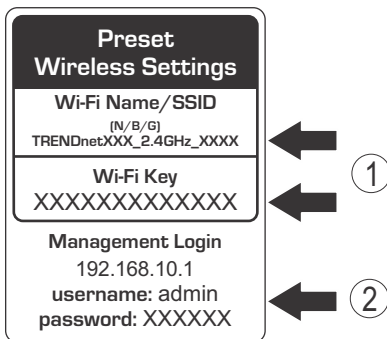 Preset
Wireless Settings
Wi-Fi Name/SSID
(N/B/G)
TRENDnetXXX_2.4GHz_XXXX
1
Wi-Fi Key
XXXXXXXXXXXXX
Management Login
192.168.10.1
username: admin
2
password: XXXXXX